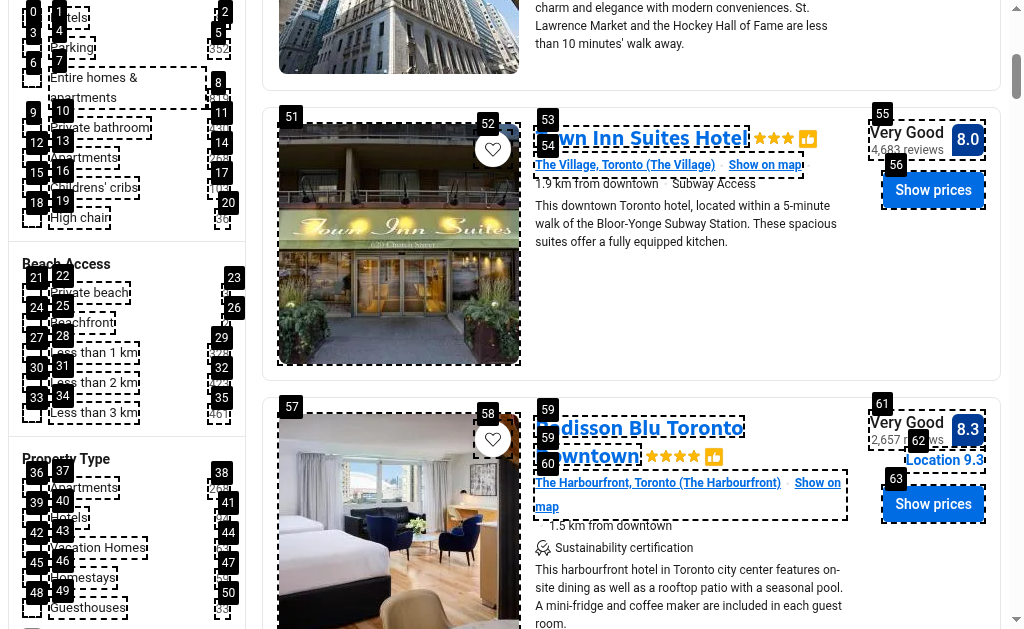 0 1 Hotels 2
3 4 Parking 5 352
6 7 Entire homes & apartments 8
9 10 Private bathroom 11
12 13 Apartments 14
15 16 Childrens' cribs 17
18 19 High chair 20 36
Beach Access
21 22 Private beach 23
24 25 Beachfront 26
27 28 Less than 1 km 29
30 31 Less than 2 km 32
33 34 Less than 3 km 35 461
Property Type
36 37 Apartments 38
39 40 Hotels 41
42 43 Vacation Homes 44
45 46 Homestays 47
48 49 Guesthouses 50 33
charm and elegance with modern conveniences. St.
Lawrence Market and the Hockey Hall of Fame are less
than 10 minutes' walk away.
51 52
Town Inn Suites
620 Church Street
53
Town Inn Suites Hotel
54
The Village, Toronto (The Village) Show on map
1.9 km from downtown · Subway Access
This downtown Toronto hotel, located within a 5-minute
walk of the Bloor-Yonge Subway Station. These spacious
suites offer a fully equipped kitchen.
55
Very Good 8.0
4,683 reviews
56
Show prices
57 58
59
Radisson Blu Toronto
59
Downtown
60
The Harbourfront, Toronto (The Harbourfront) Show on
map
1.5 km from downtown
Sustainability certification
This harbourfront hotel in Toronto city center features on-
site dining as well as a rooftop patio with a seasonal pool.
A mini-fridge and coffee maker are included in each guest
room.
61
Very Good 8.3
2,657 reviews
62
Location 9.3
63
Show prices